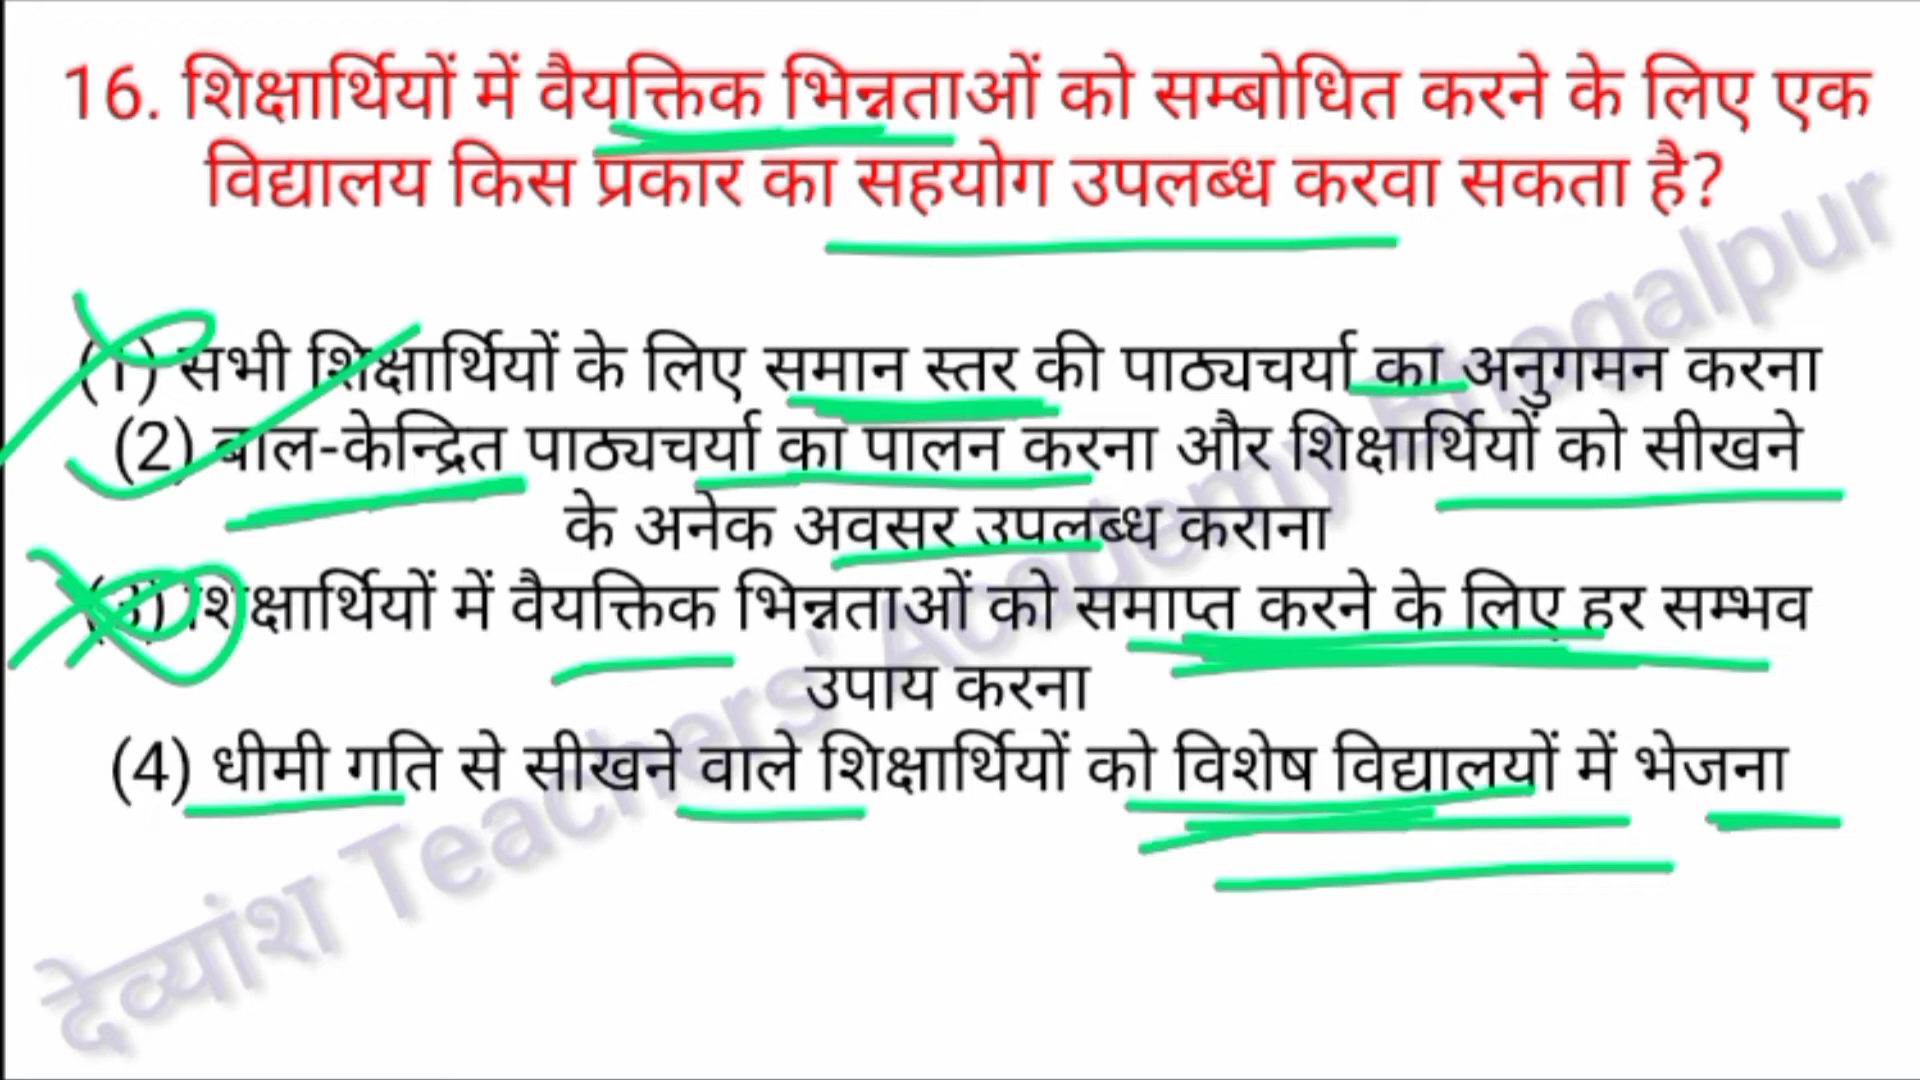 16. शिक्षार्थियों में वैयक्तिक भिन्नताओं को सम्बोधित करने के लिए एक
विद्यालय किस प्रकार का सहयोग उपलब्ध करवा सकता है?
(1) सभी शिक्षार्थियों के लिए समान स्तर की पाठ्यचर्या का अनुगमन करना
(2) बाल-केन्द्रित पाठ्यचर्या का पालन करना और शिक्षार्थियों को सीखने
के अनेक अवसर उपलब्ध कराना
(3) शिक्षार्थियों में वैयक्तिक भिन्नताओं को समाप्त करने के लिए हर सम्भव
उपाय करना
(4) धीमी गति से सीखने वाले शिक्षार्थियों को विशेष विद्यालयों में भेजना
देव्यांश Teachers' Academy Bhagalpur